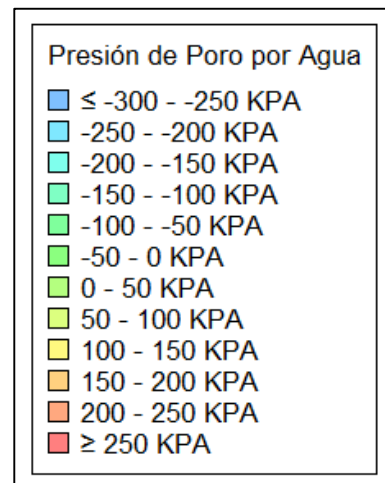 Presión de Poro por Agua
≤ -300 - -250 KPA
-250 - -200 KPA
-200 - -150 KPA
-150 - -100 KPA
-100 - -50 KPA
-50 - 0 KPA
0 - 50 KPA
50 - 100 KPA
100 - 150 KPA
150 - 200 KPA
200 - 250 KPA
≥ 250 KPA